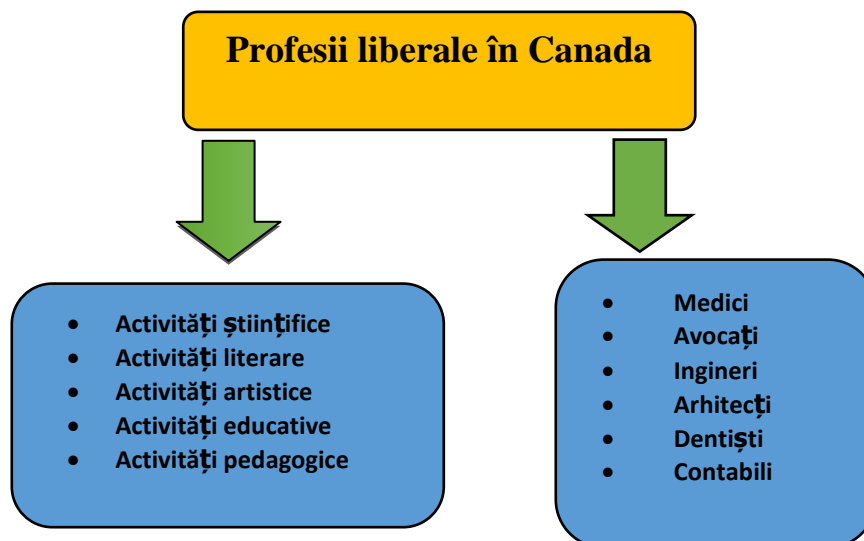 Profesii liberale în Canada
• Activități științifice
• Activități literare
• Activități artistice
• Activități educative
• Activități pedagogice
• Medici
• Avocați
• Ingineri
• Arhitecți
• Dentiști
• Contabili